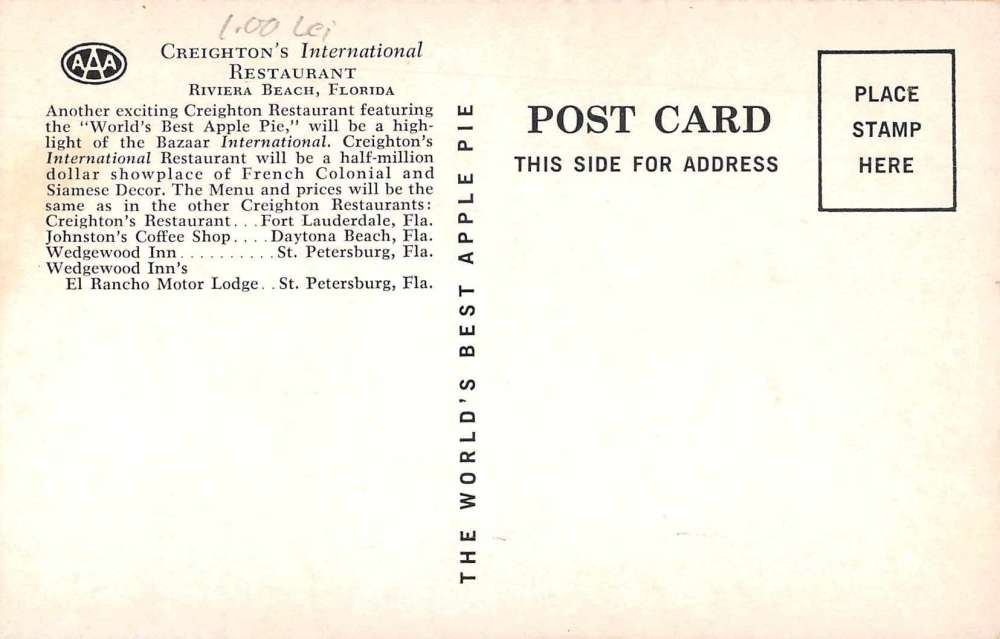 1.00 Lei
AAA
CREIGHTON'S International
RESTAURANT
RIVIERA BEACH, FLORIDA
Another exciting Creighton Restaurant featuring
the "World's Best Apple Pie," will be a high-
light of the Bazaar International. Creighton's
International Restaurant will be a half-million
dollar showplace of French Colonial and
Siamese Decor. The Menu and prices will be the
same as in the other Creighton Restaurants:
Creighton's Restaurant. . . Fort Lauderdale, Fla.
Johnston's Coffee Shop. . . . Daytona Beach, Fla.
Wedgewood Inn. . . . . . . . . . St. Petersburg, Fla.
Wedgewood Inn's
El Rancho Motor Lodge. . St. Petersburg, Fla.
THE WORLD'S BEST APPLE PIE
POST CARD
THIS SIDE FOR ADDRESS
PLACE
STAMP
HERE